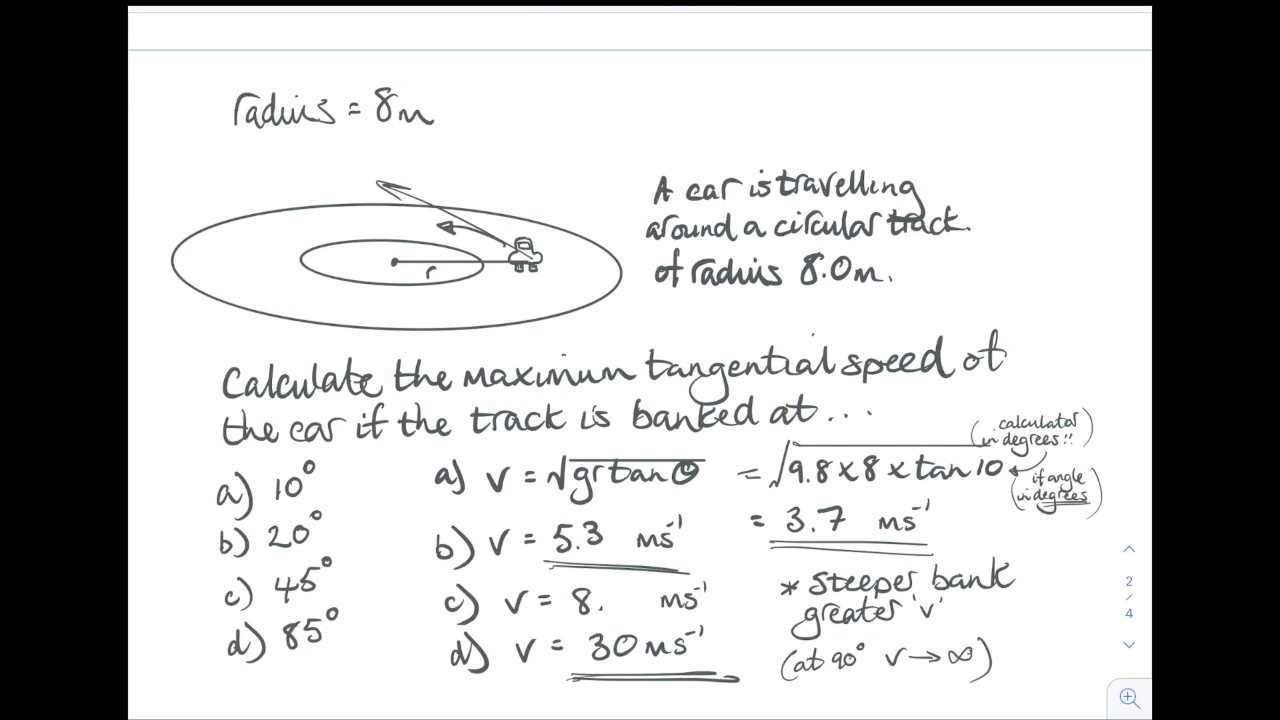 radius = 8m
r
A car is travelling
around a circular track.
of radius 8.0m.
Calculate the maximum tangential speed of
the car if the track is banked at...
(calculator
in degrees!!)
a) 10°
b) 20°
c) 45°
d) 85°
a) v = √grtanΘ = √9.8 x 8 x tan 10
(if angle
in degrees)
= 3.7 ms⁻¹
b) v = 5.3 ms⁻¹
c) v = 8. ms⁻¹
d) v = 30 ms⁻¹
* steeper bank
greater 'v'
(at 90° v → ∞)
2
/
4